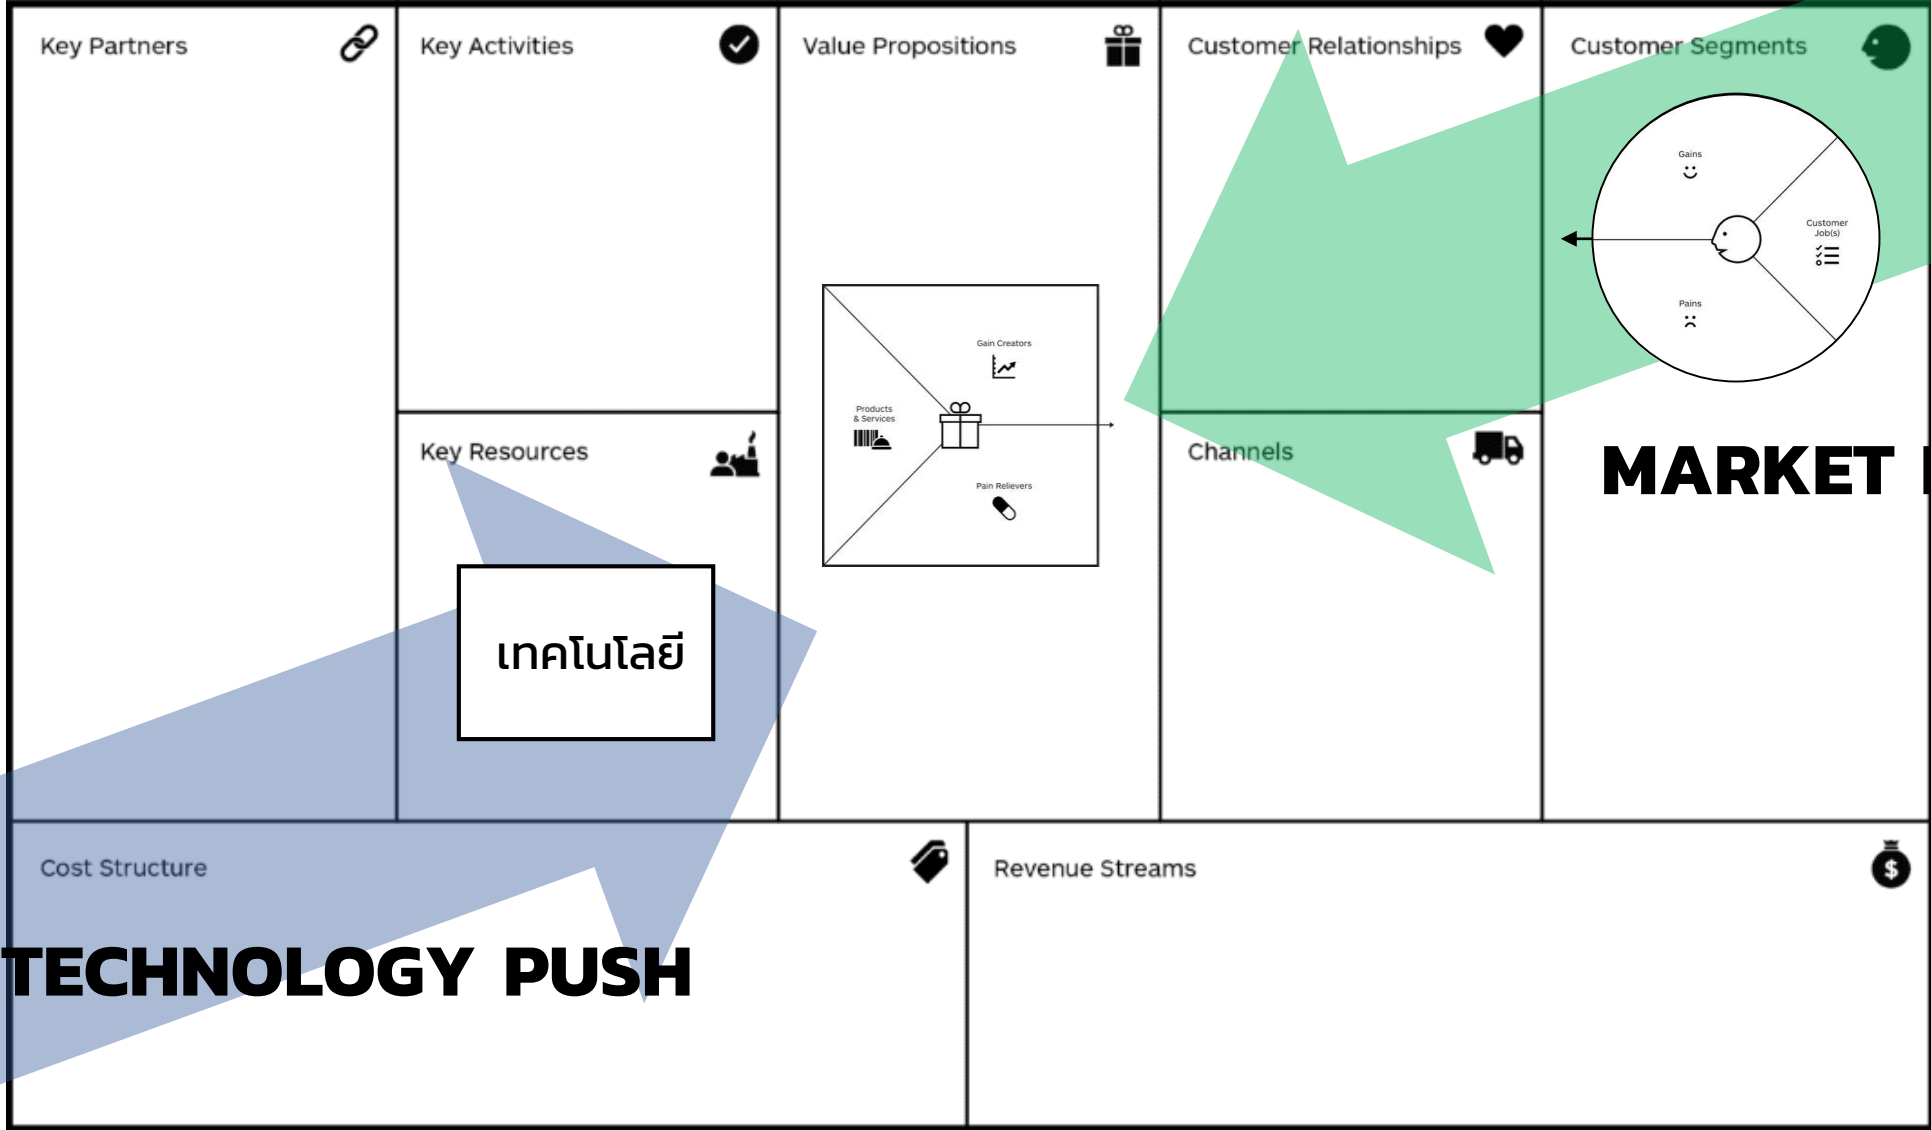 Key Partners
Key Activities
Value Propositions
Customer Relationships
Customer Segments
Gains
Customer
Job(s)
Pains
Gain Creators
Products
& Services
Pain Relievers
Key Resources
Channels
MARKET
เทคโนโลยี
Cost Structure
Revenue Streams
$
TECHNOLOGY PUSH